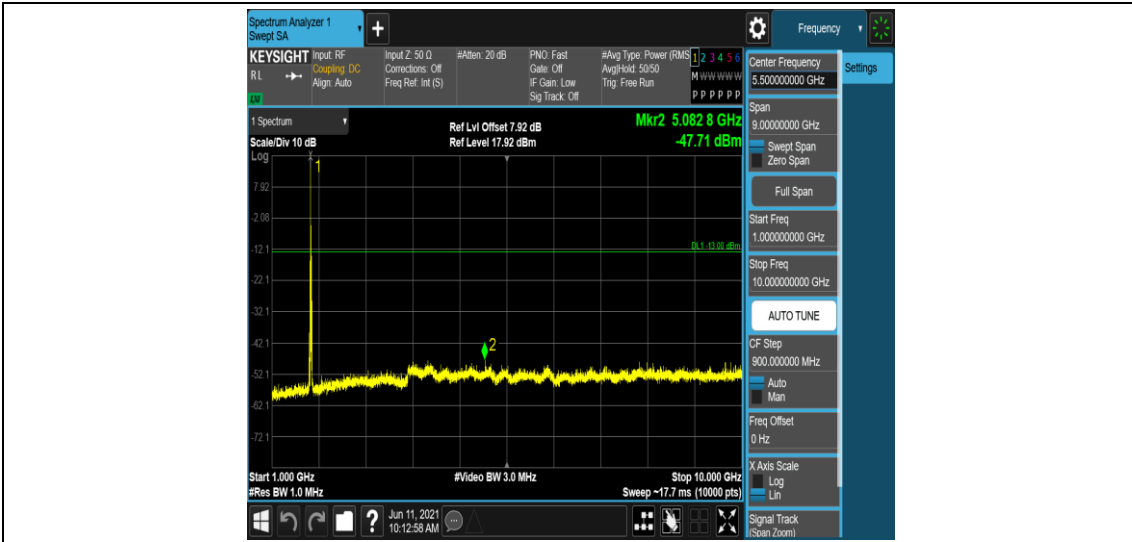 Spectrum Analyzer 1
Swept SA
+
Frequency
KEYSIGHT
RL
Input: RF
Coupling: DC
Align: Auto
Input Z: 50 Ω
Corrections: Off
Freq Ref: Int (S)
#Atten: 20 dB
PNO: Fast
Gate: Off
IF Gain: Low
Sig Track: Off
#Avg Type: Power (RMS
Avg|Hold: 50/50
Trig: Free Run
1 2 3 4 5 6
M W W W W W
P P P P P P
1 Spectrum
Scale/Div 10 dB
Ref Lvl Offset 7.92 dB
Ref Level 17.92 dBm
Mkr2 5.082 8 GHz
-47.71 dBm
Log
1
7.92
-2.08
-12.1
DL1 -13.00 dBm
-22.1
-32.1
-42.1
2
-52.1
-62.1
-72.1
Start 1.000 GHz
#Video BW 3.0 MHz
Stop 10.000 GHz
#Res BW 1.0 MHz
Sweep ~17.7 ms (10000 pts)
?
Jun 11, 2021
10:12:58 AM
Center Frequency
5.500000000 GHz
Settings
Span
9.00000000 GHz
Swept Span
Zero Span
Full Span
Start Freq
1.000000000 GHz
Stop Freq
10.000000000 GHz
AUTO TUNE
CF Step
900.000000 MHz
Auto
Man
Freq Offset
0 Hz
X Axis Scale
Log
Lin
Signal Track
(Span Zoom)